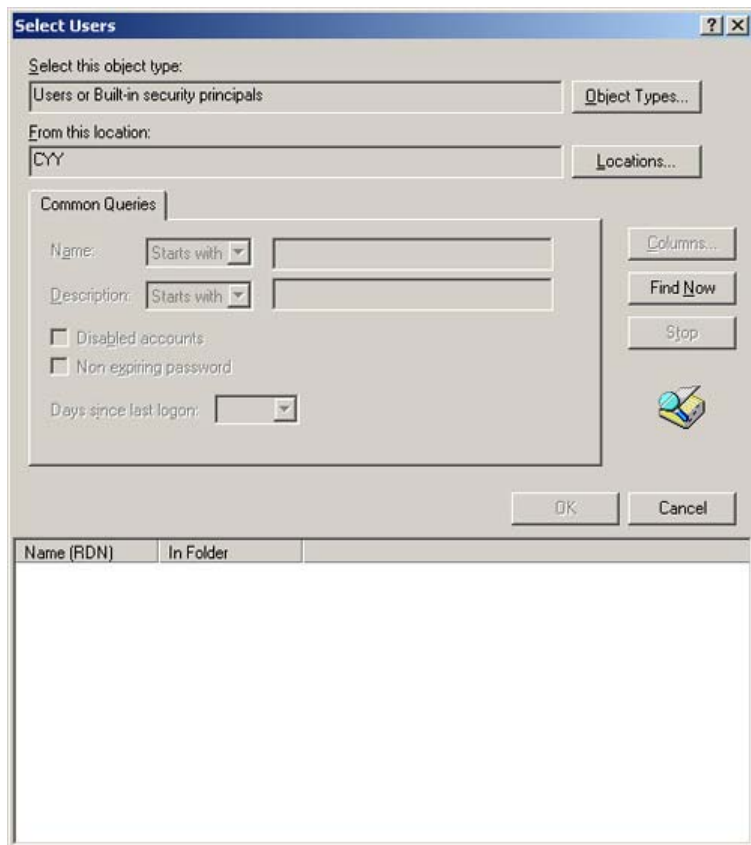 Select Users
Select this object type:
Users or Built-in security principals
Object Types...
From this location:
CYY
Locations...
Common Queries
Name:
Starts with
Columns...
Description:
Starts with
Find Now
Disabled accounts
Stop
Non expiring password
Days since last logon:
OK
Cancel
Name (RDN)
In Folder